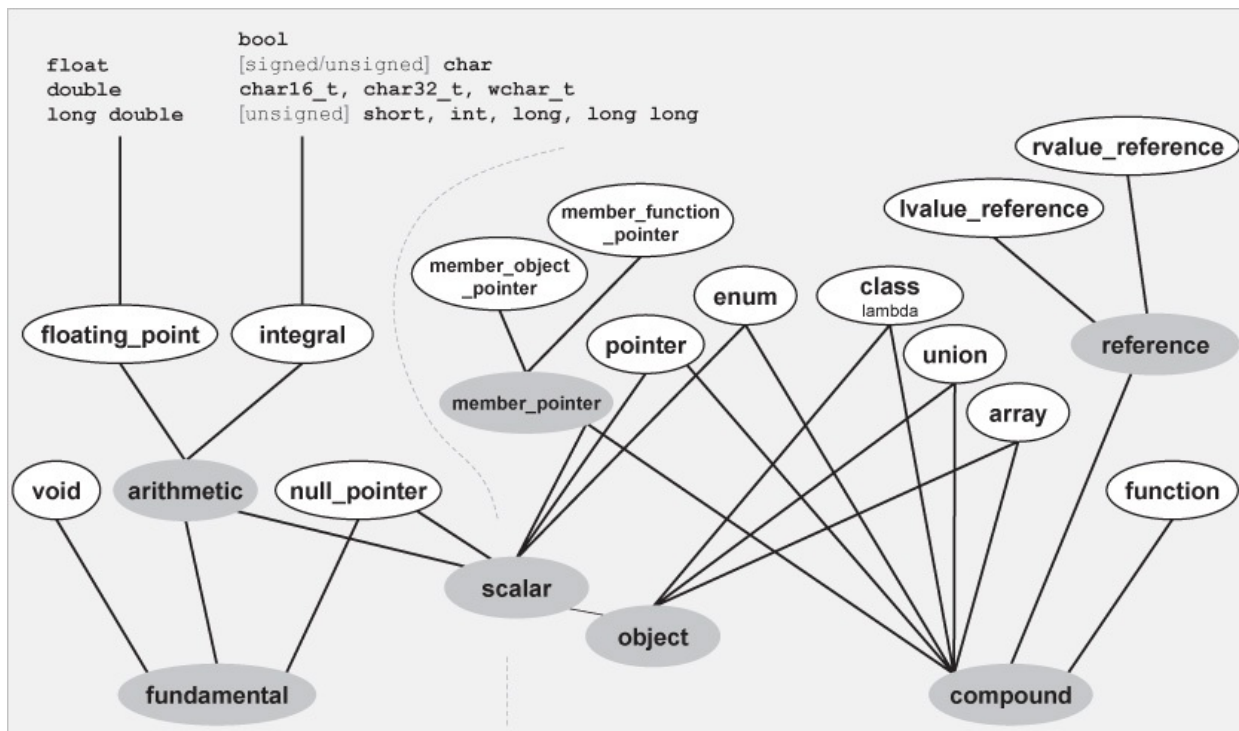 bool
float
[signed/unsigned] char
double
char16_t, char32_t, wchar_t
long double
[unsigned] short, int, long, long long
rvalue_reference
lvalue_reference
member_function
_pointer
member_object
_pointer
enum
class
lambda
floating_point
integral
pointer
union
reference
member_pointer
array
void
arithmetic
null_pointer
function
scalar
object
fundamental
compound